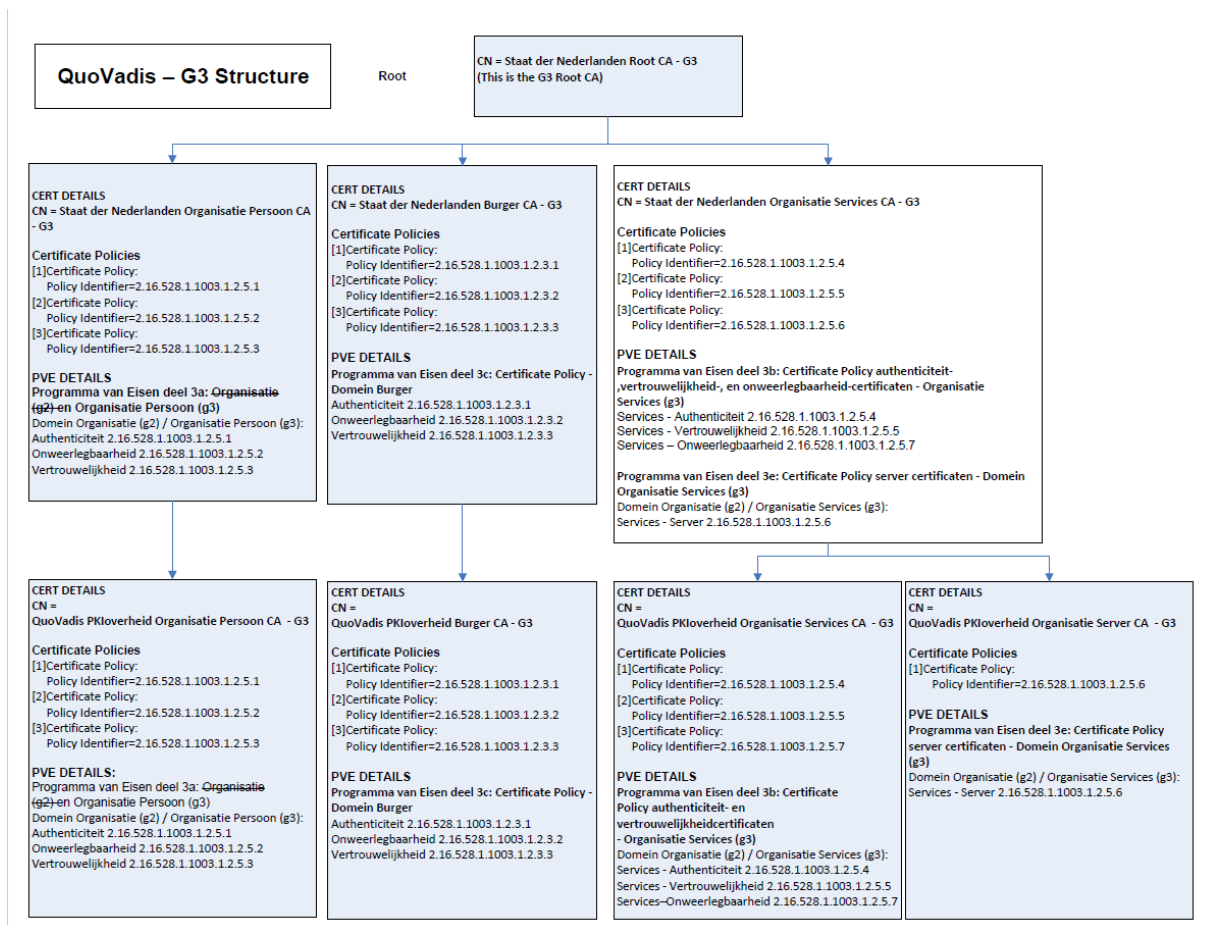 QuoVadis – G3 Structure
Root
CN = Staat der Nederlanden Root CA - G3
(This is the G3 Root CA)
CERT DETAILS
CN = Staat der Nederlanden Organisatie Persoon CA
- G3
Certificate Policies
[1]Certificate Policy:
Policy Identifier=2.16.528.1.1003.1.2.5.1
[2]Certificate Policy:
Policy Identifier=2.16.528.1.1003.1.2.5.2
[3]Certificate Policy:
Policy Identifier=2.16.528.1.1003.1.2.5.3
PVE DETAILS
Programma van Eisen deel 3a: Organisatie
(g2) en Organisatie Persoon (g3)
Domein Organisatie (g2) / Organisatie Persoon (g3):
Authenticiteit 2.16.528.1.1003.1.2.5.1
Onweerlegbaarheid 2.16.528.1.1003.1.2.5.2
Vertrouwelijkheid 2.16.528.1.1003.1.2.5.3
CERT DETAILS
CN = Staat der Nederlanden Burger CA - G3
Certificate Policies
[1]Certificate Policy:
Policy Identifier=2.16.528.1.1003.1.2.3.1
[2]Certificate Policy:
Policy Identifier=2.16.528.1.1003.1.2.3.2
[3]Certificate Policy:
Policy Identifier=2.16.528.1.1003.1.2.3.3
PVE DETAILS
Programma van Eisen deel 3c: Certificate Policy -
Domein Burger
Authenticiteit 2.16.528.1.1003.1.2.3.1
Onweerlegbaarheid 2.16.528.1.1003.1.2.3.2
Vertrouwelijkheid 2.16.528.1.1003.1.2.3.3
CERT DETAILS
CN = Staat der Nederlanden Organisatie Services CA - G3
Certificate Policies
[1]Certificate Policy:
Policy Identifier=2.16.528.1.1003.1.2.5.4
[2]Certificate Policy:
Policy Identifier=2.16.528.1.1003.1.2.5.5
[3]Certificate Policy:
Policy Identifier=2.16.528.1.1003.1.2.5.6
PVE DETAILS
Programma van Eisen deel 3b: Certificate Policy authenticiteit-
,vertrouwelijkheid-, en onweerlegbaarheid-certificaten - Organisatie
Services (g3)
Services - Authenticiteit 2.16.528.1.1003.1.2.5.4
Services - Vertrouwelijkheid 2.16.528.1.1003.1.2.5.5
Services – Onweerlegbaarheid 2.16.528.1.1003.1.2.5.7
Programma van Eisen deel 3e: Certificate Policy server certificaten - Domein
Organisatie Services (g3)
Domein Organisatie (g2) / Organisatie Services (g3):
Services - Server 2.16.528.1.1003.1.2.5.6
CERT DETAILS
CN =
QuoVadis PKIoverheid Organisatie Persoon CA - G3
Certificate Policies
[1]Certificate Policy:
Policy Identifier=2.16.528.1.1003.1.2.5.1
[2]Certificate Policy:
Policy Identifier=2.16.528.1.1003.1.2.5.2
[3]Certificate Policy:
Policy Identifier=2.16.528.1.1003.1.2.5.3
PVE DETAILS:
Programma van Eisen deel 3a: Organisatie
(g2) en Organisatie Persoon (g3)
Domein Organisatie (g2) / Organisatie Persoon (g3):
Authenticiteit 2.16.528.1.1003.1.2.5.1
Onweerlegbaarheid 2.16.528.1.1003.1.2.5.2
Vertrouwelijkheid 2.16.528.1.1003.1.2.5.3
CERT DETAILS
CN =
QuoVadis PKIoverheid Burger CA - G3
Certificate Policies
[1]Certificate Policy:
Policy Identifier=2.16.528.1.1003.1.2.3.1
[2]Certificate Policy:
Policy Identifier=2.16.528.1.1003.1.2.3.2
[3]Certificate Policy:
Policy Identifier=2.16.528.1.1003.1.2.3.3
PVE DETAILS
Programma van Eisen deel 3c: Certificate Policy -
Domein Burger
Authenticiteit 2.16.528.1.1003.1.2.3.1
Onweerlegbaarheid 2.16.528.1.1003.1.2.3.2
Vertrouwelijkheid 2.16.528.1.1003.1.2.3.3
CERT DETAILS
CN =
QuoVadis PKIoverheid Organisatie Services CA - G3
Certificate Policies
[1]Certificate Policy:
Policy Identifier=2.16.528.1.1003.1.2.5.4
[2]Certificate Policy:
Policy Identifier=2.16.528.1.1003.1.2.5.5
[3]Certificate Policy:
Policy Identifier=2.16.528.1.1003.1.2.5.7
PVE DETAILS
Programma van Eisen deel 3b: Certificate
Policy authenticiteit- en
vertrouwelijkheidcertificaten
- Organisatie Services (g3)
Domein Organisatie (g2) / Organisatie Services (g3):
Services - Authenticiteit 2.16.528.1.1003.1.2.5.4
Services - Vertrouwelijkheid 2.16.528.1.1003.1.2.5.5
Services–Onweerlegbaarheid 2.16.528.1.1003.1.2.5.7
CERT DETAILS
CN =
QuoVadis PKIoverheid Organisatie Server CA - G3
Certificate Policies
[1]Certificate Policy:
Policy Identifier=2.16.528.1.1003.1.2.5.6
PVE DETAILS
Programma van Eisen deel 3e: Certificate Policy
server certificaten - Domein Organisatie Services
(g3)
Domein Organisatie (g2) / Organisatie Services (g3):
Services - Server 2.16.528.1.1003.1.2.5.6